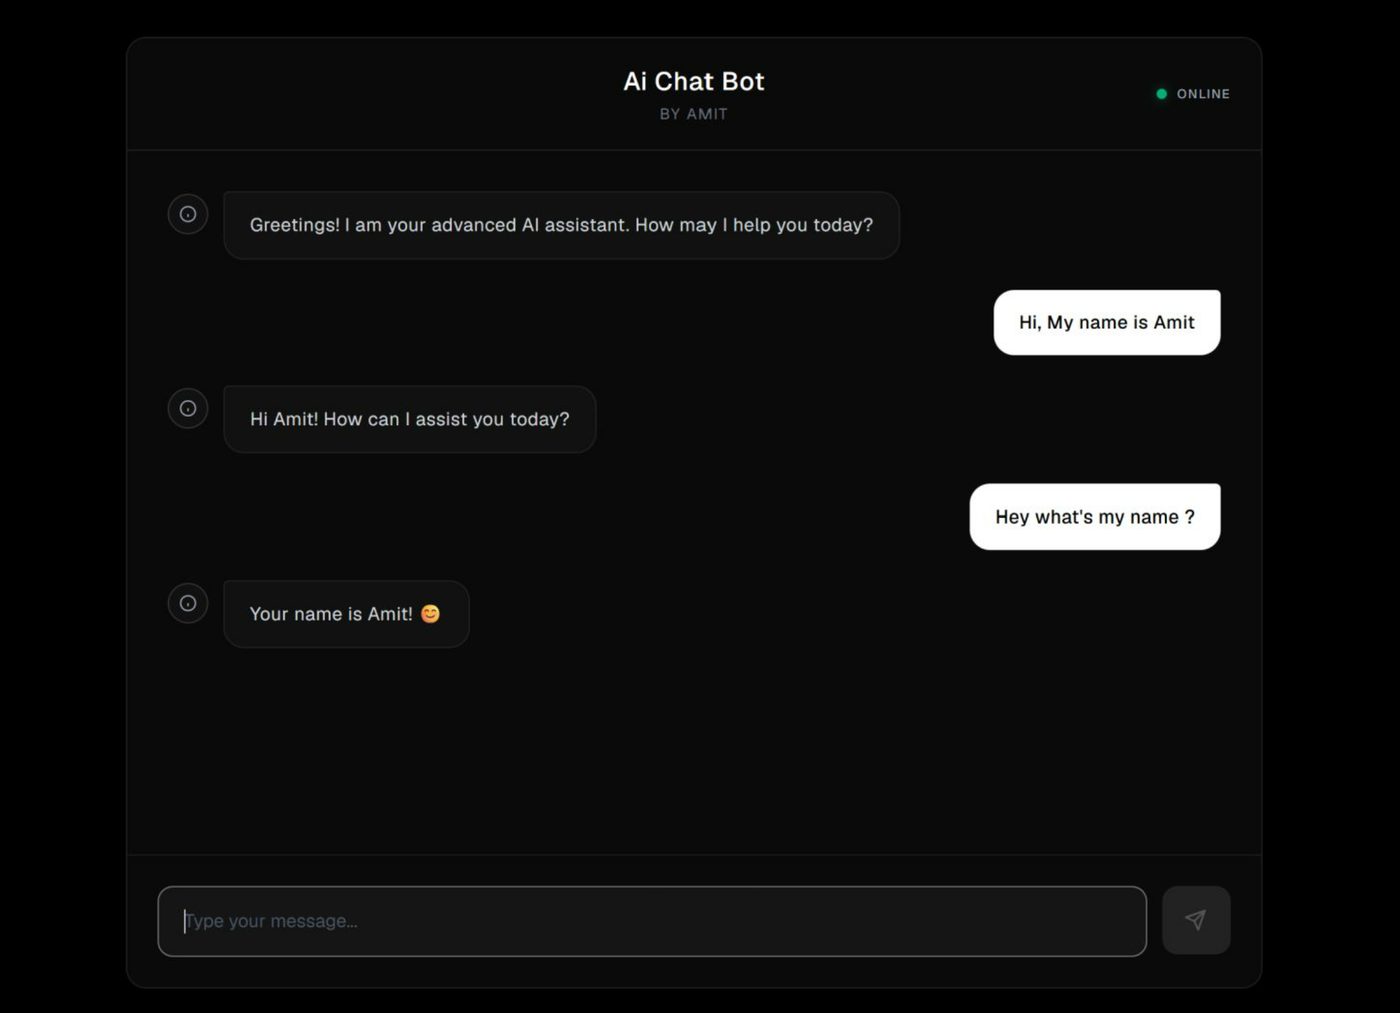 Ai Chat Bot
BY AMIT
ONLINE
Greetings! I am your advanced AI assistant. How may I help you today?
Hi, My name is Amit
Hi Amit! How can I assist you today?
Hey what's my name ?
Your name is Amit! 😊
Type your message...